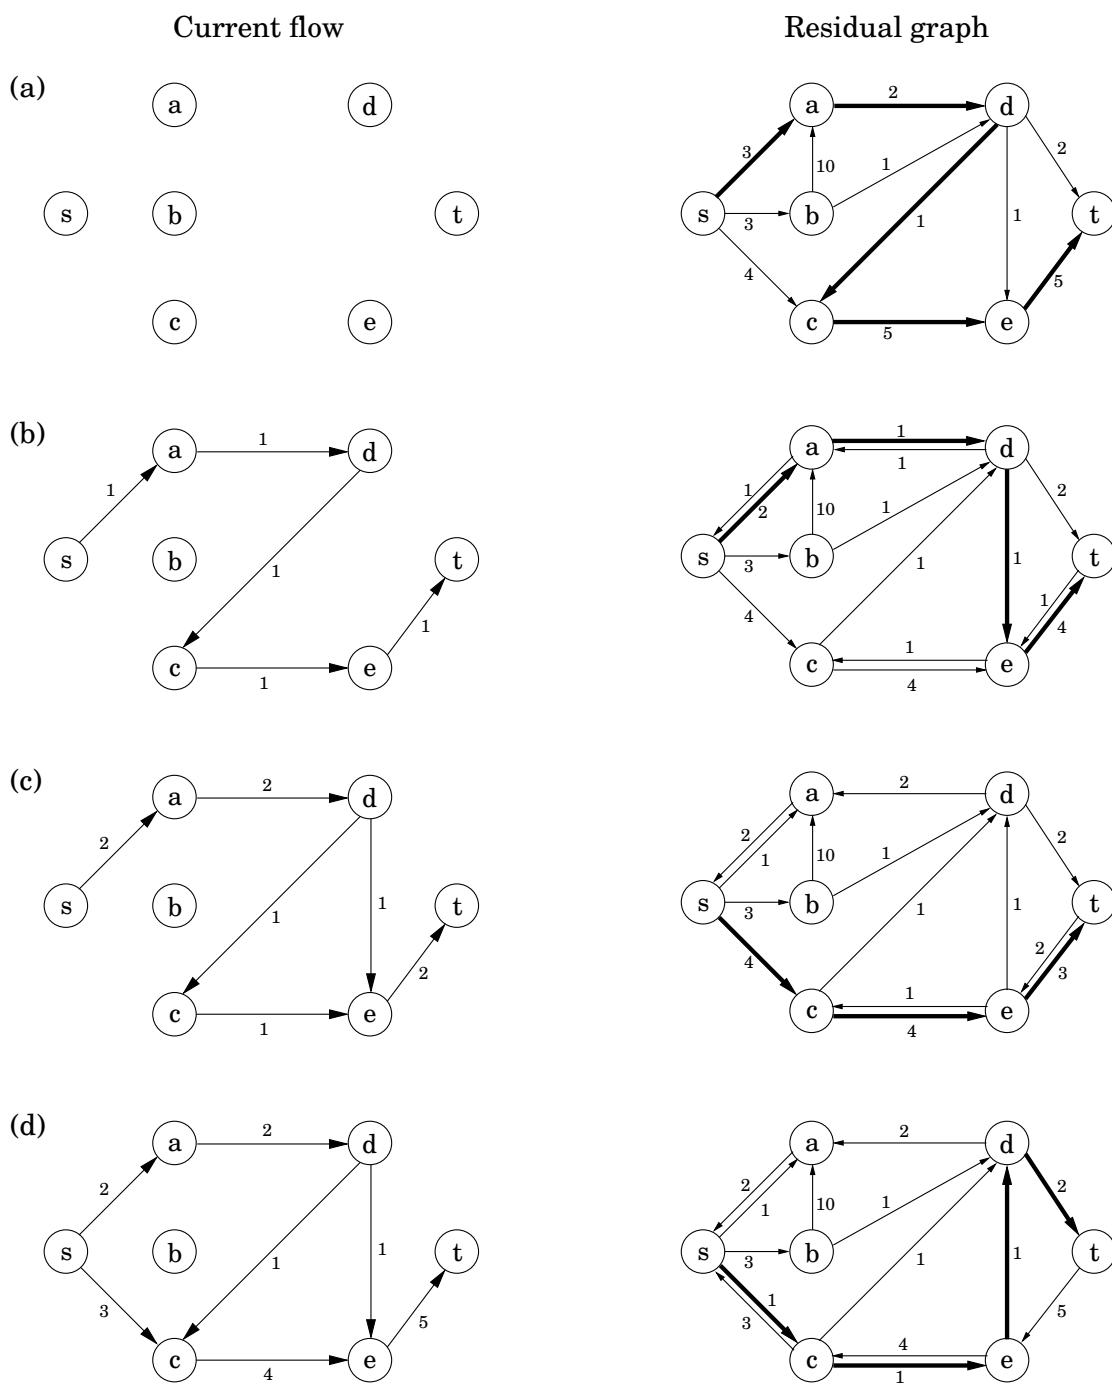 Current flow Residual graph
(a)
a d a 2 d
3 10 1 2
s b t s 3 b 1 1 t
4 5
c e c 5 e
(b)
a 1 d a 1 d
1
1 1 2 10 1 2
s b 1 t s 3 b 1 1 t
1 4 1 4
c 1 e c 1 e
4
(c)
a 2 d a 2 d
2 2 1 10 1 2
s b 1 1 t s 3 b 1 1 t
2 4 2 3
c 1 e c 1 e
4
(d)
a 2 d a 2 d
2 2 1 10 1 2
s b 1 1 t s 3 b 1 1 t
3 5 1 3 5
c 4 e c 4 e
1